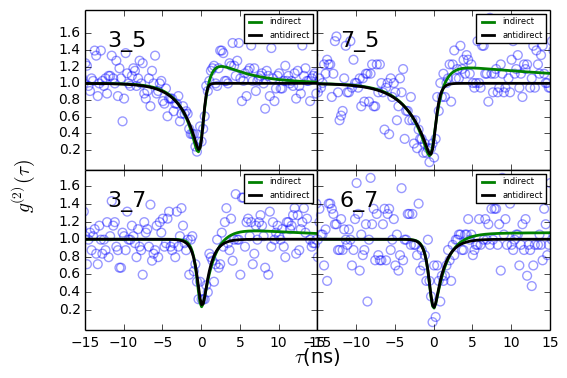 3_5
indirect
antidirect
7_5
indirect
antidirect
1.6
1.4
1.2
1.0
0.8
0.6
0.4
0.2
3_7
indirect
antidirect
6_7
indirect
antidirect
1.6
1.4
1.2
1.0
0.8
0.6
0.4
0.2
g^{(2)}(τ)
−15 −10 −5 0 5 10 15
−15 −10 −5 0 5 10 15
τ(ns)